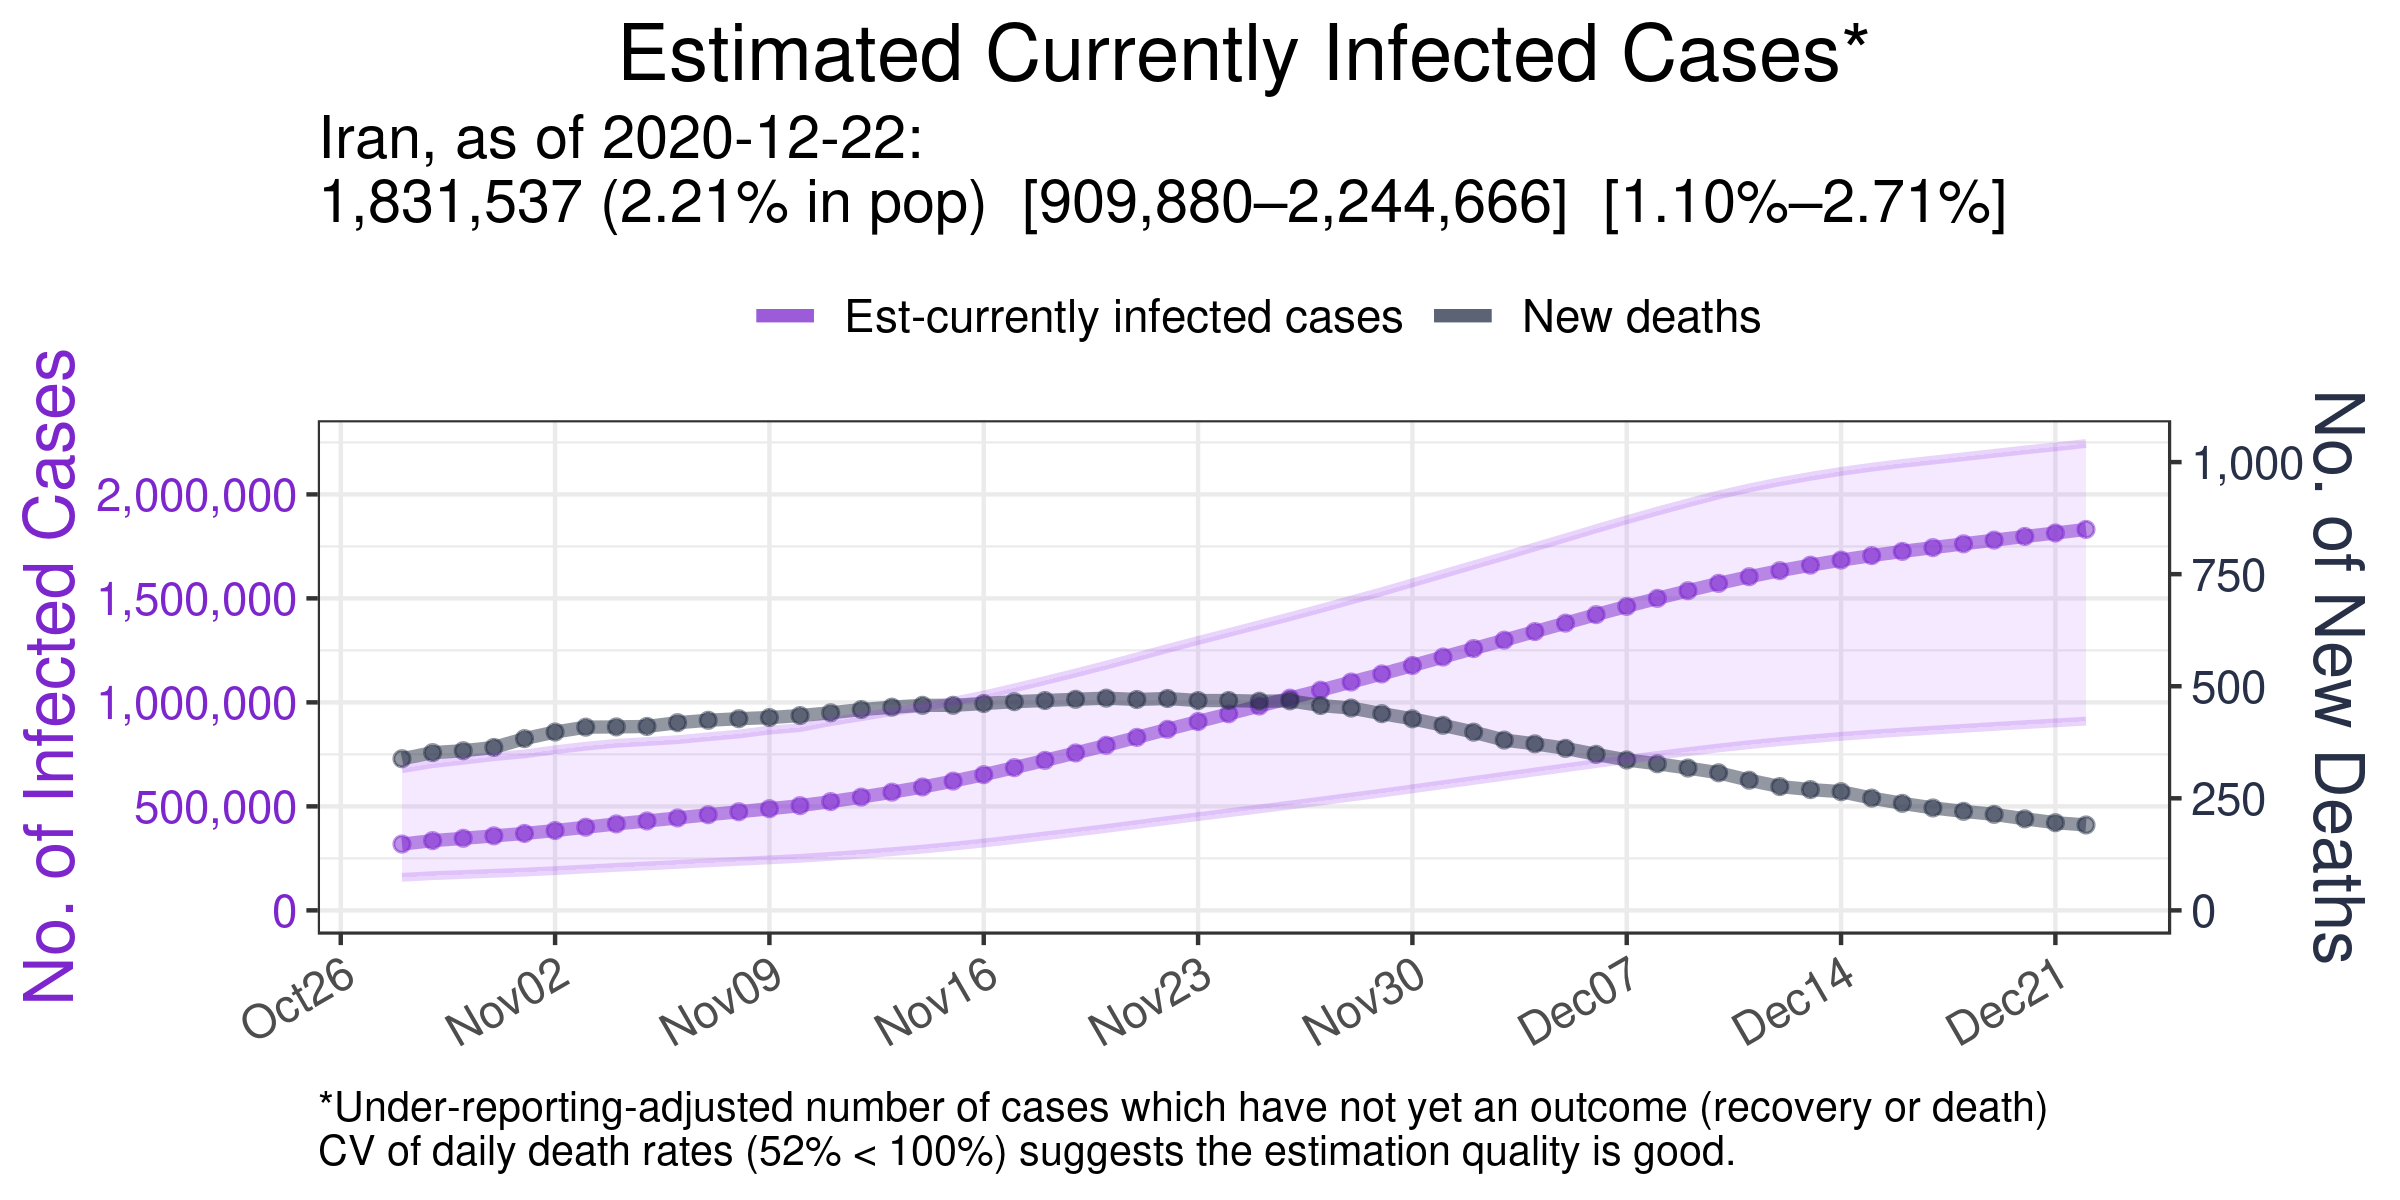 Estimated Currently Infected Cases*
Iran, as of 2020-12-22:
1,831,537 (2.21% in pop)  [909,880–2,244,666]  [1.10%–2.71%]
Est-currently infected cases
New deaths
No. of Infected Cases
2,000,000
1,500,000
1,000,000
500,000
0
1,000
750
500
250
0
No. of New Deaths
Oct26
Nov02
Nov09
Nov16
Nov23
Nov30
Dec07
Dec14
Dec21
*Under-reporting-adjusted number of cases which have not yet an outcome (recovery or death)
CV of daily death rates (52% < 100%) suggests the estimation quality is good.